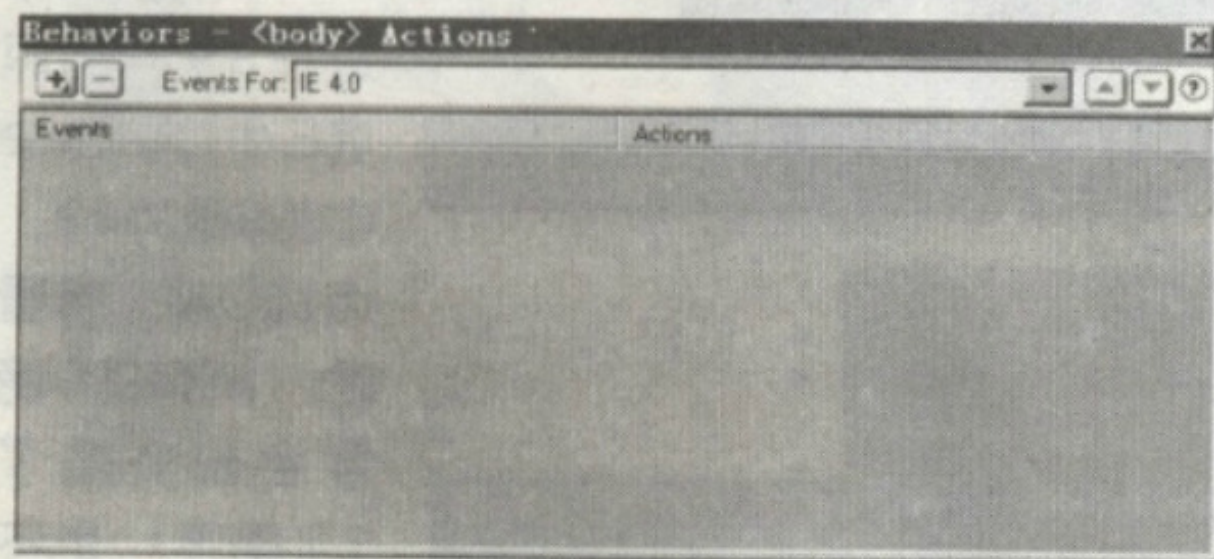 Behaviors - <body> Actions
+ - Events For: IE 4.0 ?
Events Actions